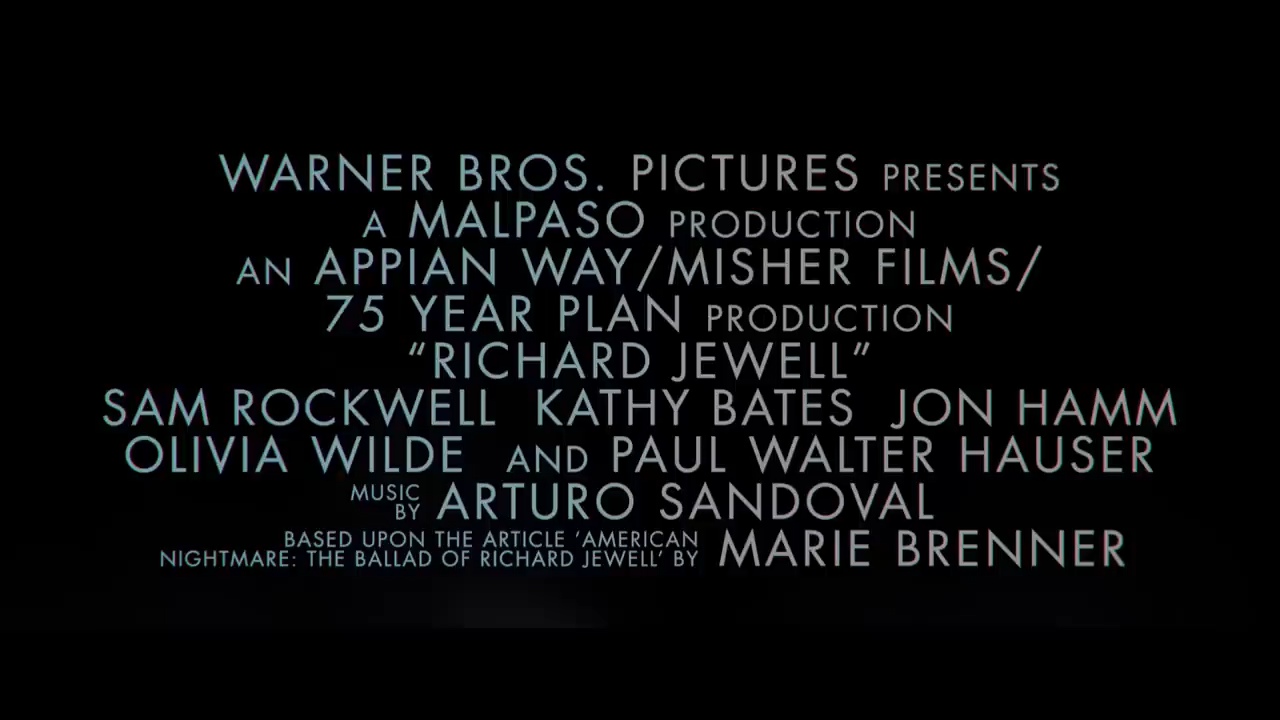 WARNER BROS. PICTURES PRESENTS
A MALPASO PRODUCTION
AN APPIAN WAY/MISHER FILMS/
75 YEAR PLAN PRODUCTION
“RICHARD JEWELL”
SAM ROCKWELL KATHY BATES JON HAMM
OLIVIA WILDE AND PAUL WALTER HAUSER
MUSIC
BY ARTURO SANDOVAL
BASED UPON THE ARTICLE ‘AMERICAN
NIGHTMARE: THE BALLAD OF RICHARD JEWELL’ BY MARIE BRENNER